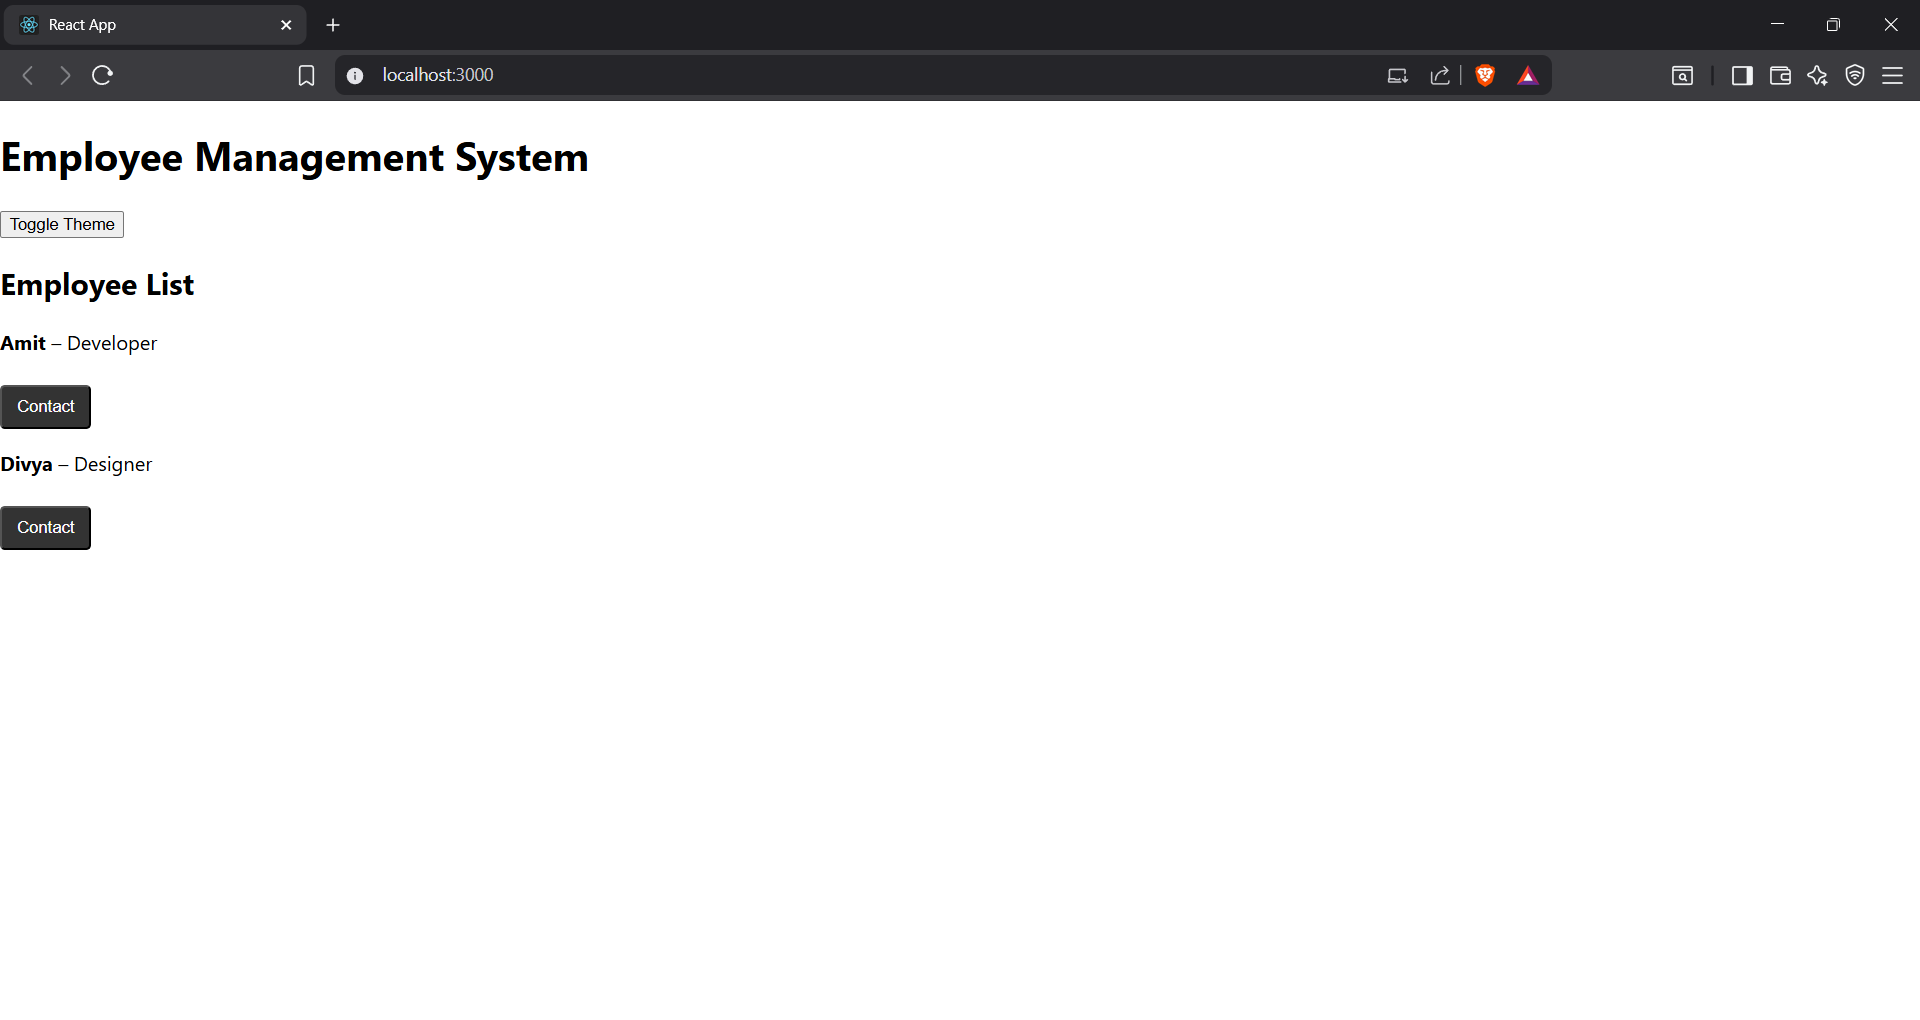 React App
localhost:3000
Employee Management System
Toggle Theme
Employee List
Amit – Developer
Contact
Divya – Designer
Contact